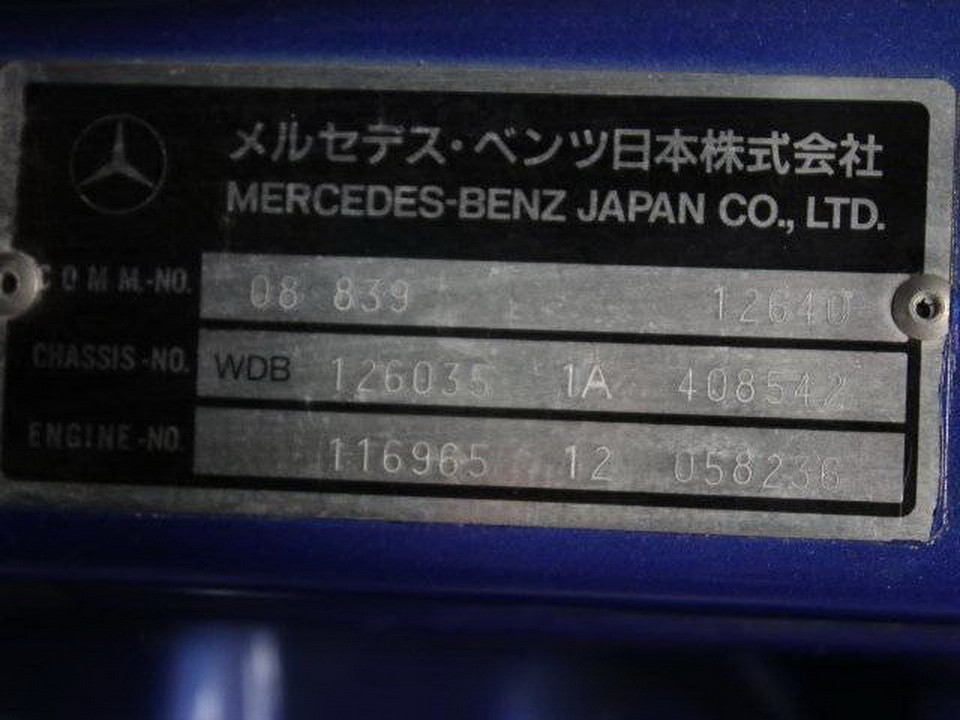 メルセデス・ベンツ日本株式会社
MERCEDES-BENZ JAPAN CO., LTD.
COMM.-NO. 08 839 12640
CHASSIS-NO. WDB 126035 1A 408542
ENGINE-NO. 116965 12 058236